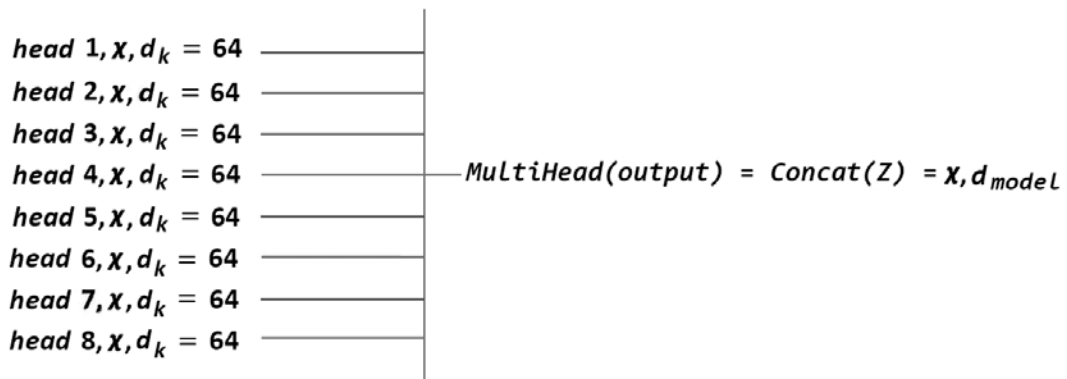 head 1, x, d_k = 64
head 2, x, d_k = 64
head 3, x, d_k = 64
head 4, x, d_k = 64
head 5, x, d_k = 64
head 6, x, d_k = 64
head 7, x, d_k = 64
head 8, x, d_k = 64
MultiHead(output) = Concat(Z) = x, d_model